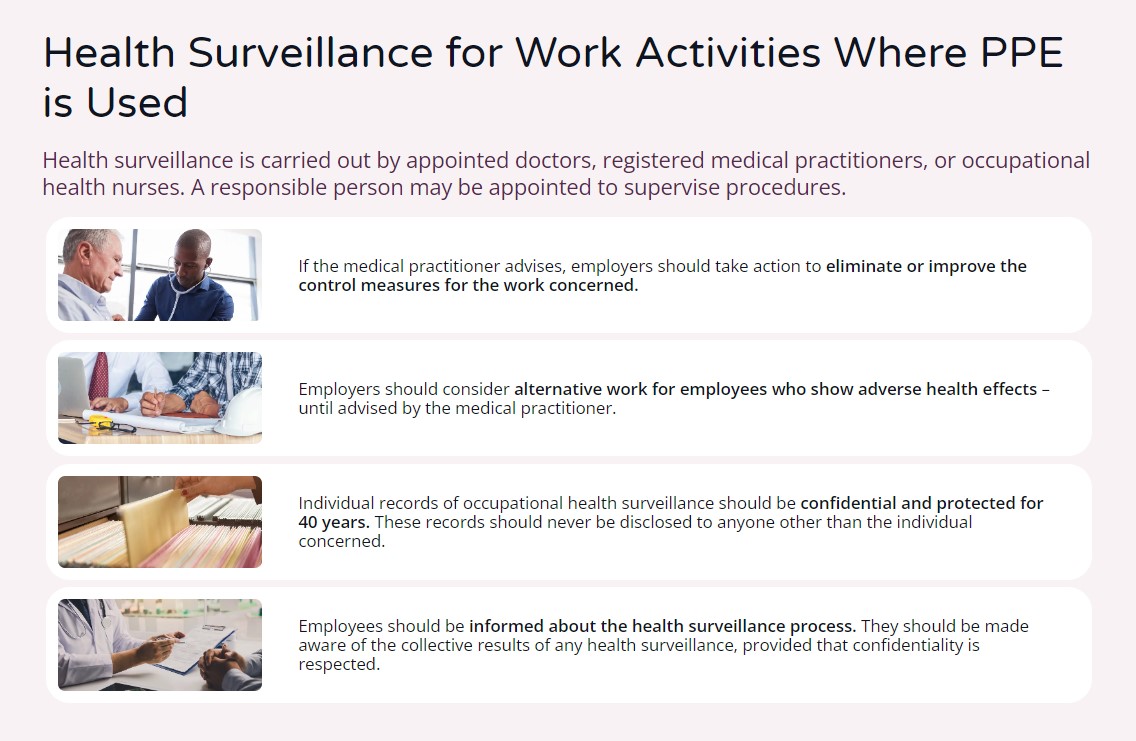 Health Surveillance for Work Activities Where PPE
is Used
Health surveillance is carried out by appointed doctors, registered medical practitioners, or occupational
health nurses. A responsible person may be appointed to supervise procedures.
If the medical practitioner advises, employers should take action to eliminate or improve the
control measures for the work concerned.
Employers should consider alternative work for employees who show adverse health effects –
until advised by the medical practitioner.
Individual records of occupational health surveillance should be confidential and protected for
40 years. These records should never be disclosed to anyone other than the individual
concerned.
Employees should be informed about the health surveillance process. They should be made
aware of the collective results of any health surveillance, provided that confidentiality is
respected.